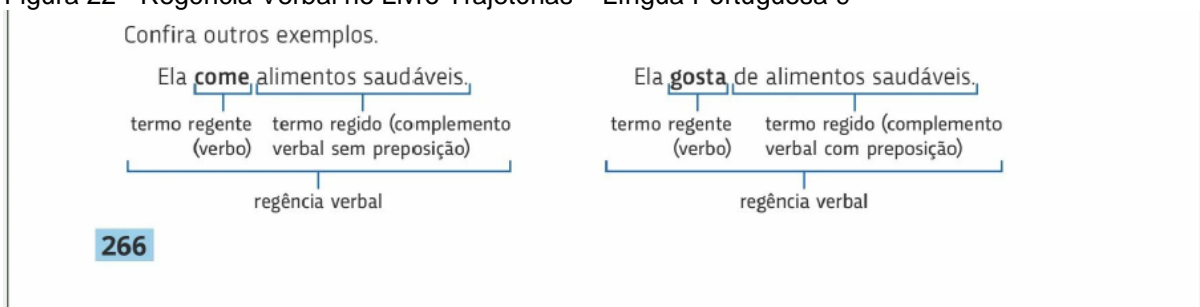 Figura 22 - Regência Verbal no Livro Trajetórias – Língua Portuguesa
Confira outros exemplos.
Ela come alimentos saudáveis.
termo regente (verbo)
termo regido (complemento verbal sem preposição)
regência verbal
Ela gosta de alimentos saudáveis.
termo regente (verbo)
termo regido (complemento verbal com preposição)
regência verbal
266